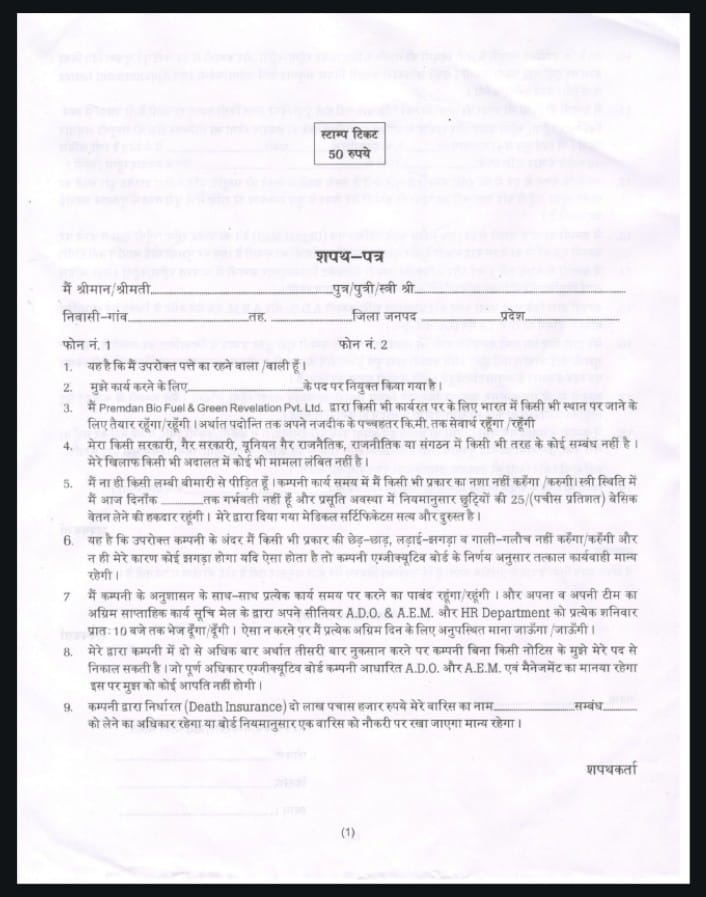 स्टाम्प टिकट
50 रुपये
शपथ–पत्र
मैं श्रीमान/श्रीमती..............................पुत्र/पुत्री/स्त्री श्री..............................
निवासी–गांव....................तह. ....................जिला जनपद ....................प्रदेश....................
फोन नं. 1 फोन नं. 2
1. यह है कि मैं उपरोक्त पत्ते का रहने वाला /वाली हूँ।
2. मुझे कार्य करने के लिए....................के पद पर नियुक्त किया गया है।
3. मैं Premdan Bio Fuel & Green Revelation Pvt. Ltd. द्वारा किसी भी कार्यरत पर के लिए भारत में किसी भी स्थान पर जाने के
लिए तैयार रहूँगा/रहूँगी। अर्थात पदोन्ति तक अपने नजदीक के पच्चहतर कि.मी. तक सेवार्थ रहूँगा /रहूँगी
4. मेरा किसी सरकारी, गैर सरकारी, यूनियन गैर राजनैतिक, राजनीतिक या संगठन में किसी भी तरह के कोई सम्बंध नहीं है।
मेरे खिलाफ किसी भी अदालत में कोई भी मामला लंबित नहीं है।
5. मैं ना ही किसी लम्बी बीमारी से पीड़ित हूँ। कार्य समय में मैं किसी भी प्रकार का नशा नहीं करूँगा /करुगी। स्त्री स्थिति में
मैं आज दिनाँक ..........तक गर्भवती नहीं हूँ और प्रसूति अवस्था में नियमानुसार छुट्टियों की 25/(पचीस प्रतिशत) बेसिक
वेतन लेने की हकदार रहूंगी। मेरे द्वारा दिया गया मेडिकल सर्टिफिकेटस सत्य और दुरुस्त है।
6. यह है कि उपरोक्त कम्पनी के अंदर मैं किसी भी प्रकार की छेड़–छाड़, लड़ाई–झगड़ा व गाली–गलौच नहीं करुँगा/करुँगी और
न ही मेरे कारण कोई झगड़ा होगा यदि ऐसा होता है तो कम्पनी एग्जीक्यूटिव बोर्ड के निर्णय अनुसार तत्काल कार्यवाही मान्य
रहेगी।
7 मैं कम्पनी के अनुशासन के साथ–साथ प्रत्येक कार्य समय पर करने का पाबंद रहूंगा/रहूंगी । और अपना व अपनी टीम का
अग्रिम साप्ताहिक कार्य सूचि मेल के द्वारा अपने सीनियर A.D.O. & A.E.M. और HR Department को प्रत्येक शनिवार
प्रातः 10 बजे तक भेज दूँगा/दूँगी। ऐसा न करने पर मैं प्रत्येक अग्रिम दिन के लिए अनुपस्थित माना जाऊँगा /जाऊँगी।
8. मेरे द्वारा कम्पनी में दो से अधिक बार अर्थात तीसरी बार नुकसान करने पर कम्पनी बिना किसी नोटिस के मुझे मेरे पद से
निकाल सकती है। जो पूर्ण अधिकार एग्जीक्यूटिव बोर्ड कम्पनी आधारित A.D.O. और A.E.M. एवं मैनेजमेंट का मानया रहेगा
इस पर मुझ को कोई आपति नहीं होगी।
9. कम्पनी द्वारा निर्धारत (Death Insurance) दो लाख पचास हजार रुपये मेरे वारिस का नाम....................सम्बंध..........
को लेने का अधिकार रहेगा या बोर्ड नियमानुसार एक वारिस को नौकरी पर रखा जाएगा मान्य रहेगा।
शपथकर्ता
(1)